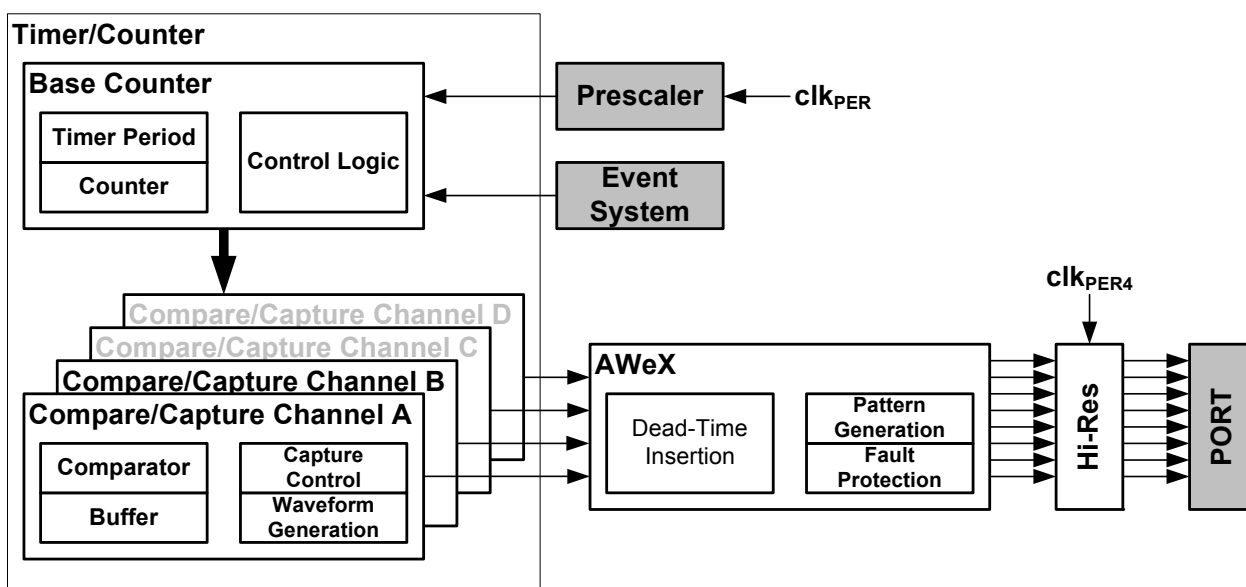 Timer/Counter
Base Counter
Timer Period
Counter
Control Logic
Prescaler
clkPER
Event
System
Compare/Capture Channel D
Compare/Capture Channel C
Compare/Capture Channel B
Compare/Capture Channel A
Comparator
Buffer
Capture
Control
Waveform
Generation
AWeX
Dead-Time
Insertion
Pattern
Generation
Fault
Protection
clkPER4
Hi-Res
PORT